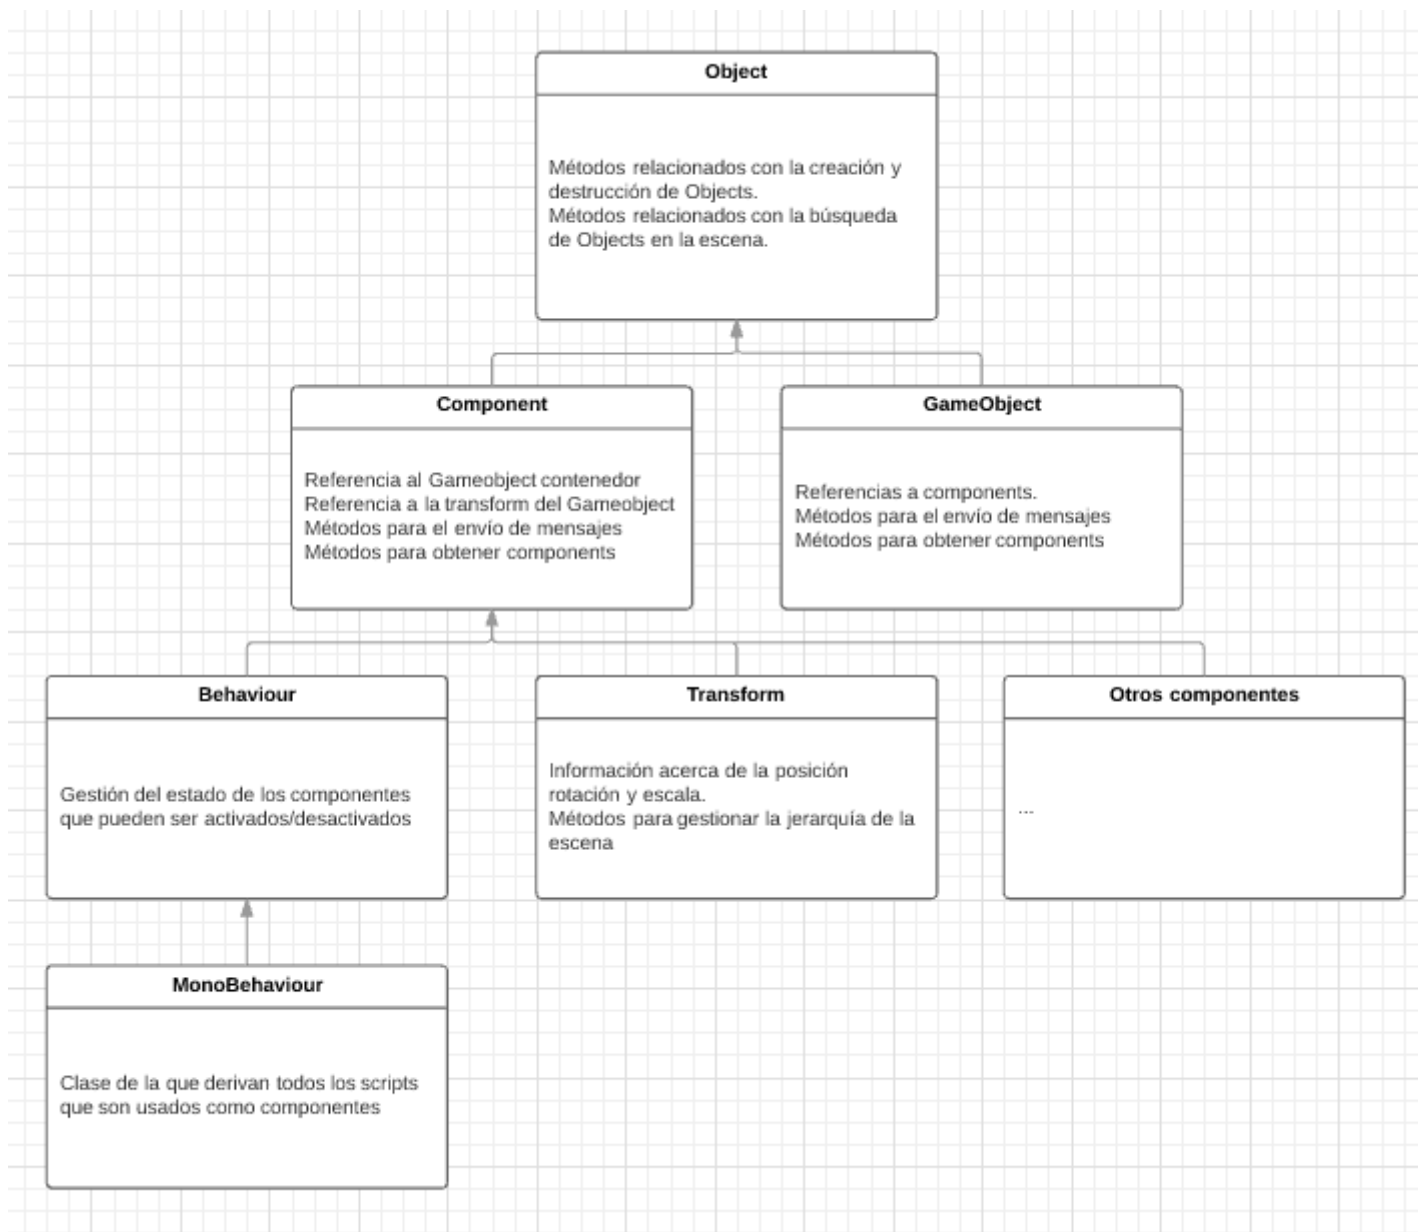 Object
Métodos relacionados con la creación y
destrucción de Objects.
Métodos relacionados con la búsqueda
de Objects en la escena.
Component
Referencia al Gameobject contenedor
Referencia a la transform del Gameobject
Métodos para el envío de mensajes
Métodos para obtener components
GameObject
Referencias a components.
Métodos para el envío de mensajes
Métodos para obtener components
Behaviour
Gestión del estado de los componentes
que pueden ser activados/desactivados
Transform
Información acerca de la posición
rotación y escala.
Métodos para gestionar la jerarquía de la
escena
Otros componentes
...
MonoBehaviour
Clase de la que derivan todos los scripts
que son usados como componentes